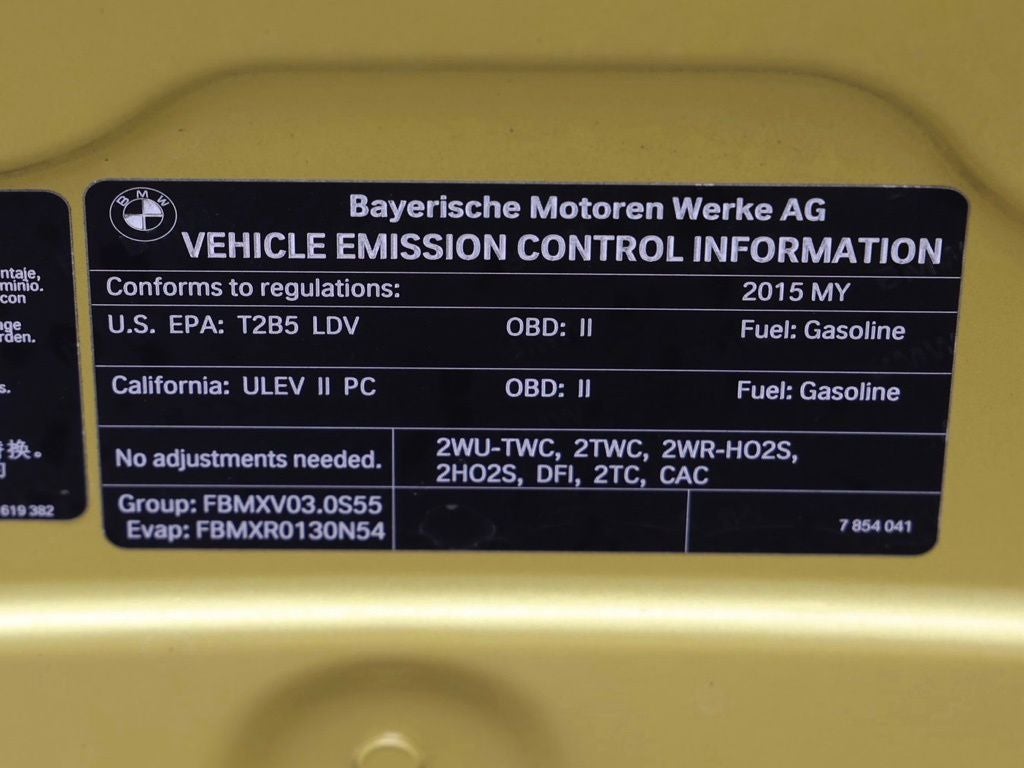 ntaje,
minio.
con
age
rden.
s.
换。
619 382
BMW
Bayerische Motoren Werke AG
VEHICLE EMISSION CONTROL INFORMATION
Conforms to regulations: 2015 MY
U.S. EPA: T2B5 LDV OBD: II Fuel: Gasoline
California: ULEV II PC OBD: II Fuel: Gasoline
No adjustments needed.
2WU-TWC, 2TWC, 2WR-HO2S,
2HO2S, DFI, 2TC, CAC
Group: FBMXV03.0S55
Evap: FBMXR0130N54
7 854 041